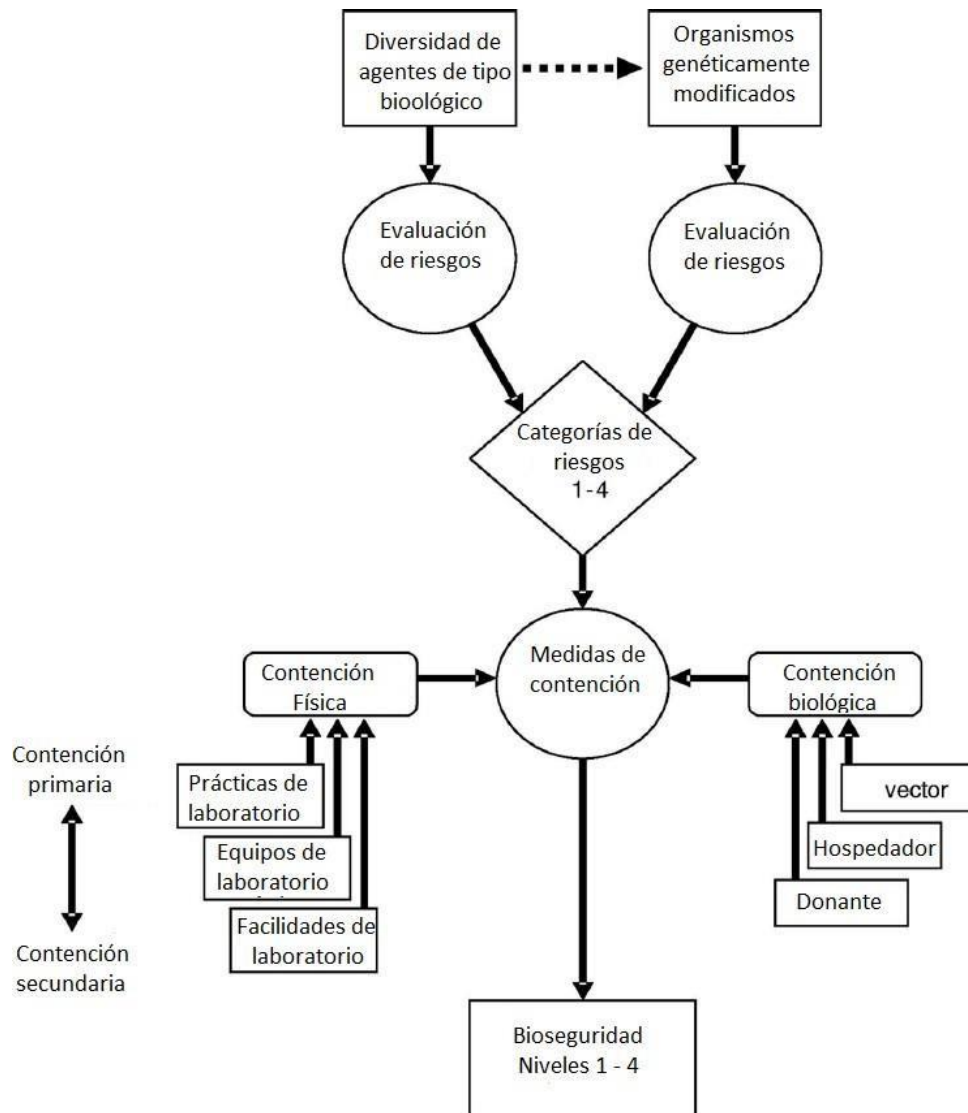 Diversidad de
agentes de tipo
bioológico
Organismos
genéticamente
modificados
Evaluación
de riesgos
Evaluación
de riesgos
Categorías de
riesgos
1-4
Medidas de
contención
Contención
Física
Contención
biológica
Contención
primaria
Contención
secundaria
Prácticas de
laboratorio
Equipos de
laboratorio
Facilidades de
laboratorio
vector
Hospedador
Donante
Bioseguridad
Niveles 1 - 4